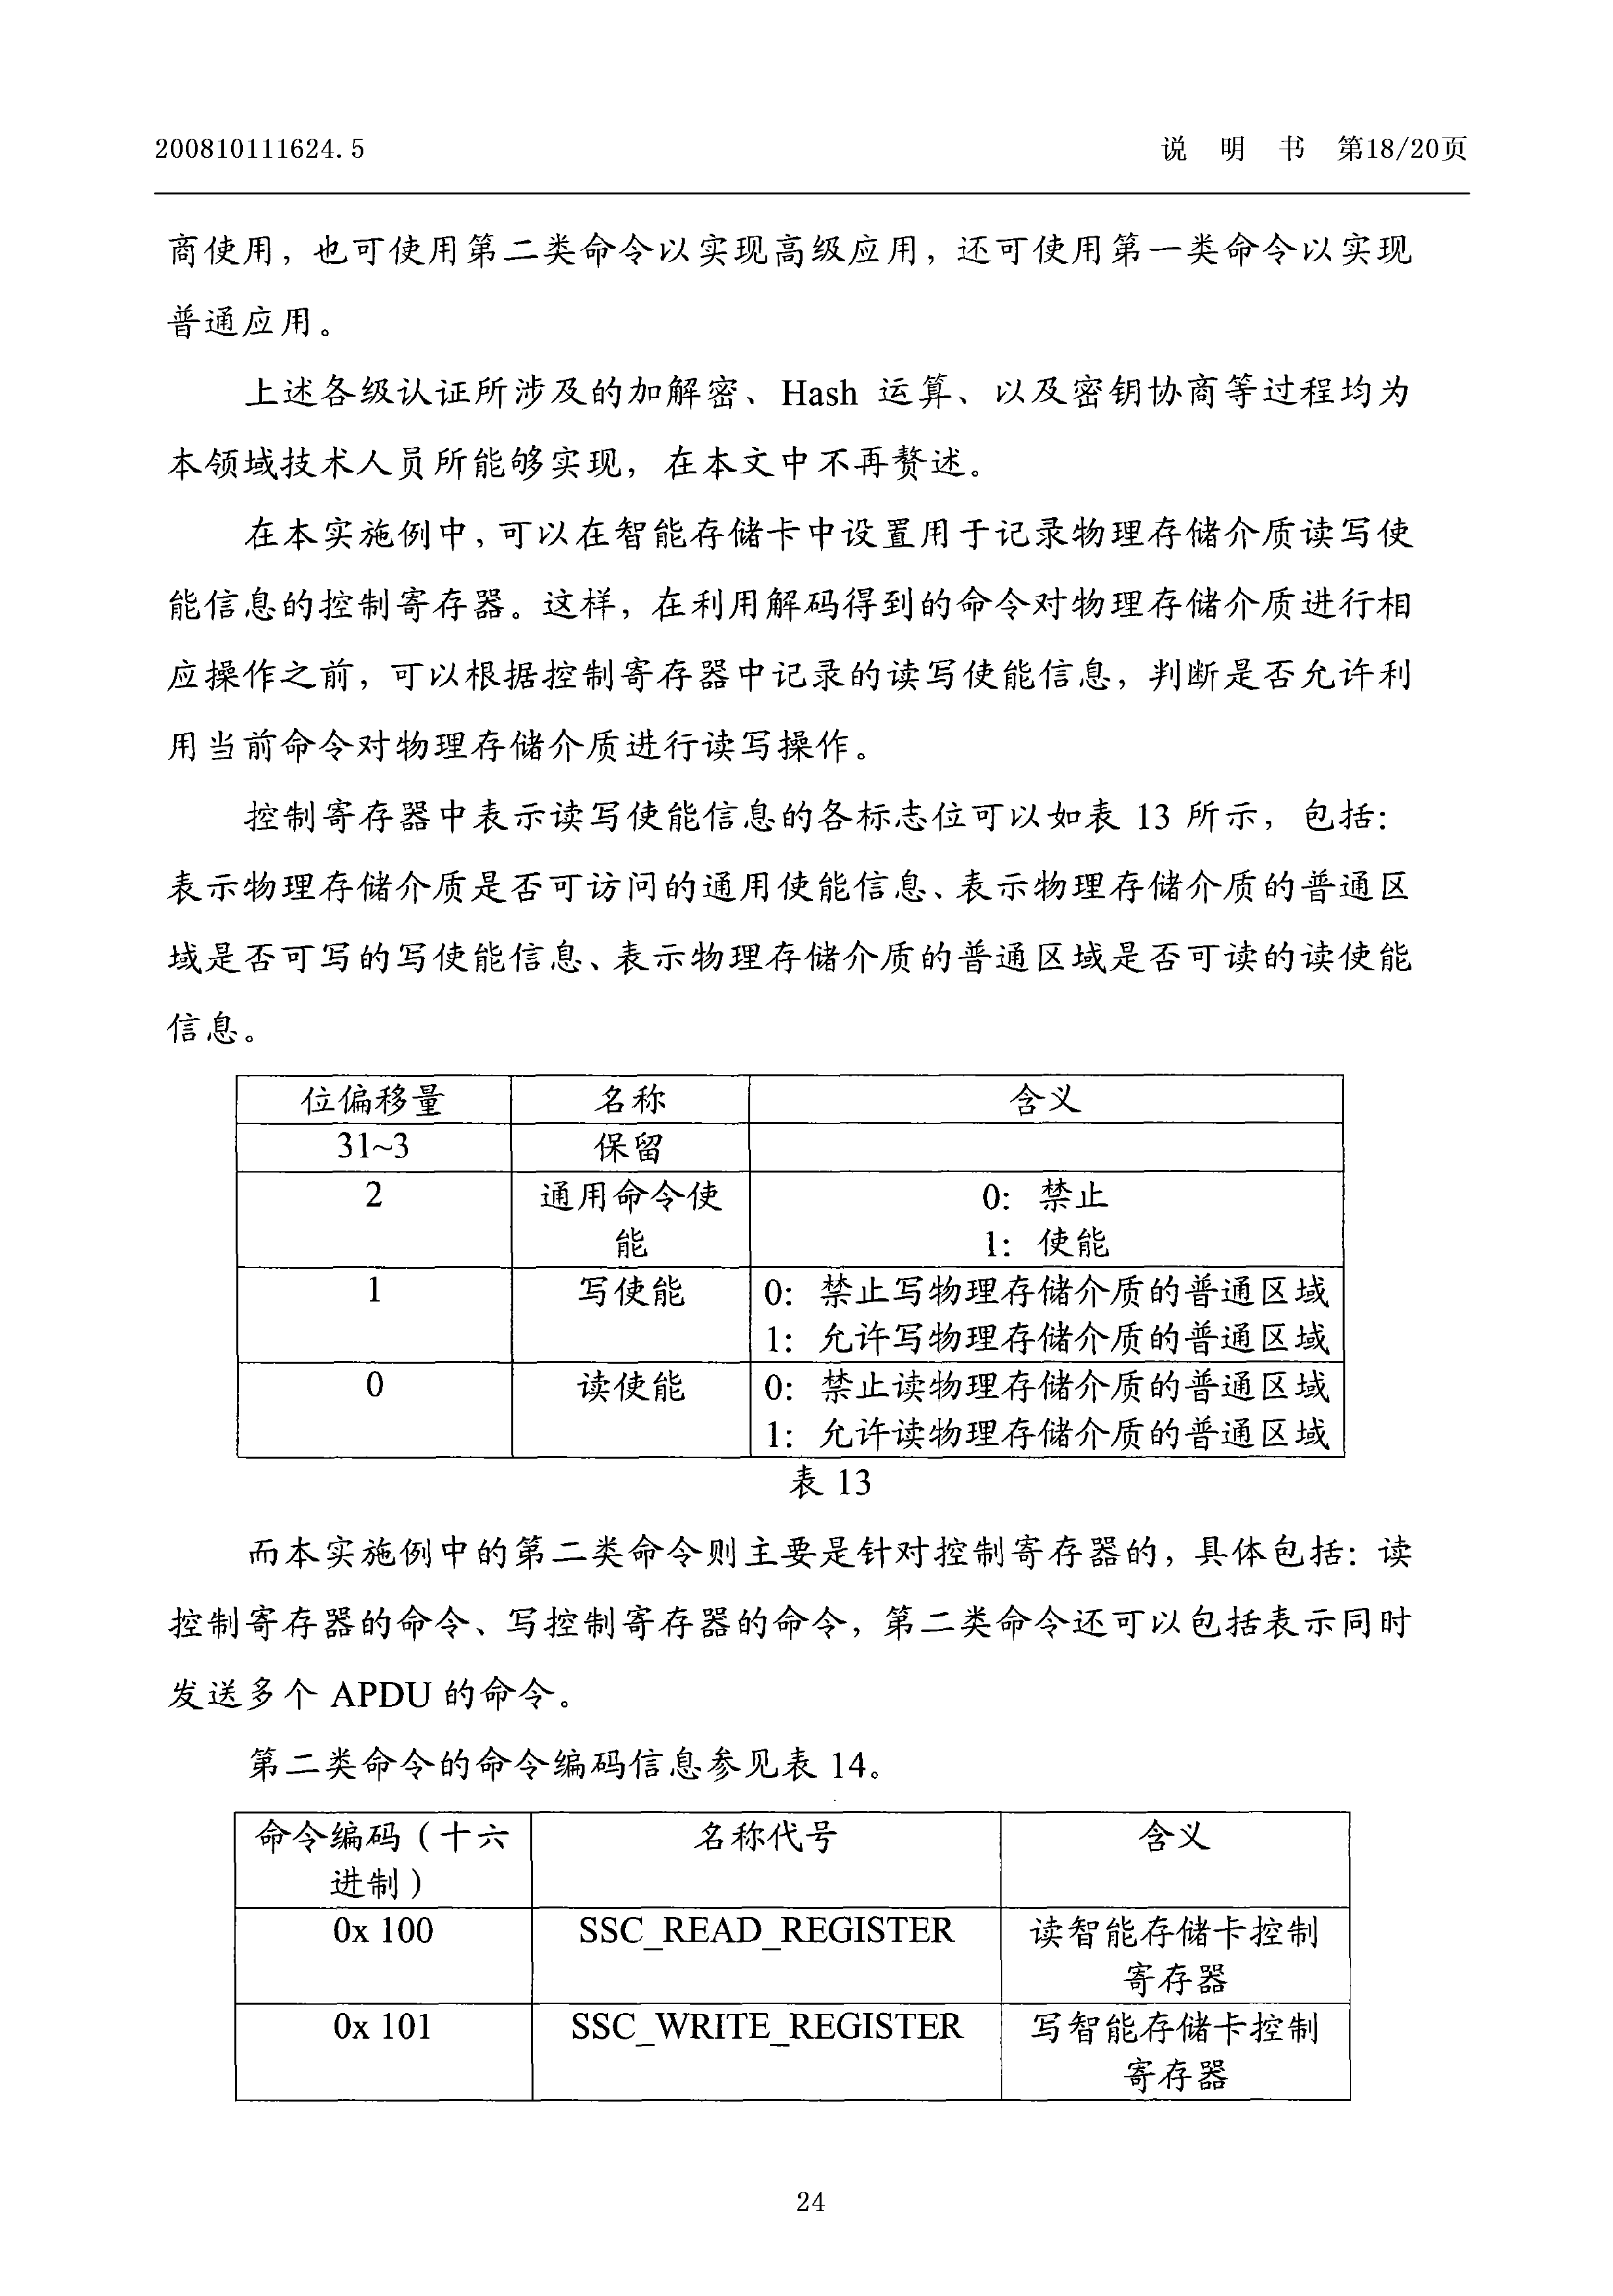 200810111624.5 说 明 书 第18/20页
商使用，也可使用第二类命令以实现高级应用，还可使用第一类命令以实现
普通应用。
上述各级认证所涉及的加解密、Hash 运算、以及密钥协商等过程均为
本领域技术人员所能够实现，在本文中不再赘述。
在本实施例中，可以在智能存储卡中设置用于记录物理存储介质读写使
能信息的控制寄存器。这样，在利用解码得到的命令对物理存储介质进行相
应操作之前，可以根据控制寄存器中记录的读写使能信息，判断是否允许利
用当前命令对物理存储介质进行读写操作。
控制寄存器中表示读写使能信息的各标志位可以如表 13 所示，包括：
表示物理存储介质是否可访问的通用使能信息、表示物理存储介质的普通区
域是否可写的写使能信息、表示物理存储介质的普通区域是否可读的读使能
信息。
位偏移量 名称 含义
31~3 保留
2 通用命令使 0: 禁止
能 1: 使能
1 写使能 0: 禁止写物理存储介质的普通区域
1: 允许写物理存储介质的普通区域
0 读使能 0: 禁止读物理存储介质的普通区域
1: 允许读物理存储介质的普通区域
表 13
而本实施例中的第二类命令则主要是针对控制寄存器的，具体包括：读
控制寄存器的命令、写控制寄存器的命令，第二类命令还可以包括表示同时
发送多个 APDU 的命令。
第二类命令的命令编码信息参见表 14。
命令编码（十六 名称代号 含义
进制）
0x 100 SSC_READ_REGISTER 读智能存储卡控制
寄存器
0x 101 SSC_WRITE_REGISTER 写智能存储卡控制
寄存器
24